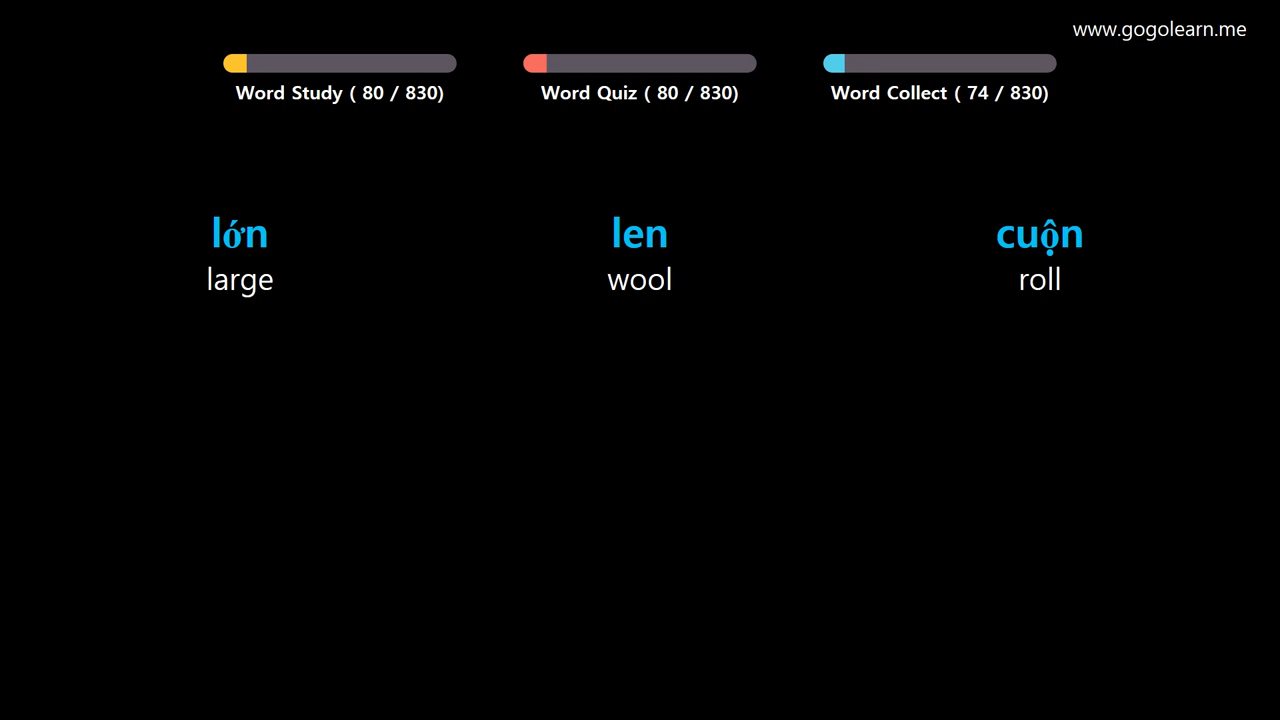 www.gogolearn.me
Word Study ( 80 / 830)
Word Quiz ( 80 / 830)
Word Collect ( 74 / 830)
lớn
large
len
wool
cuộn
roll